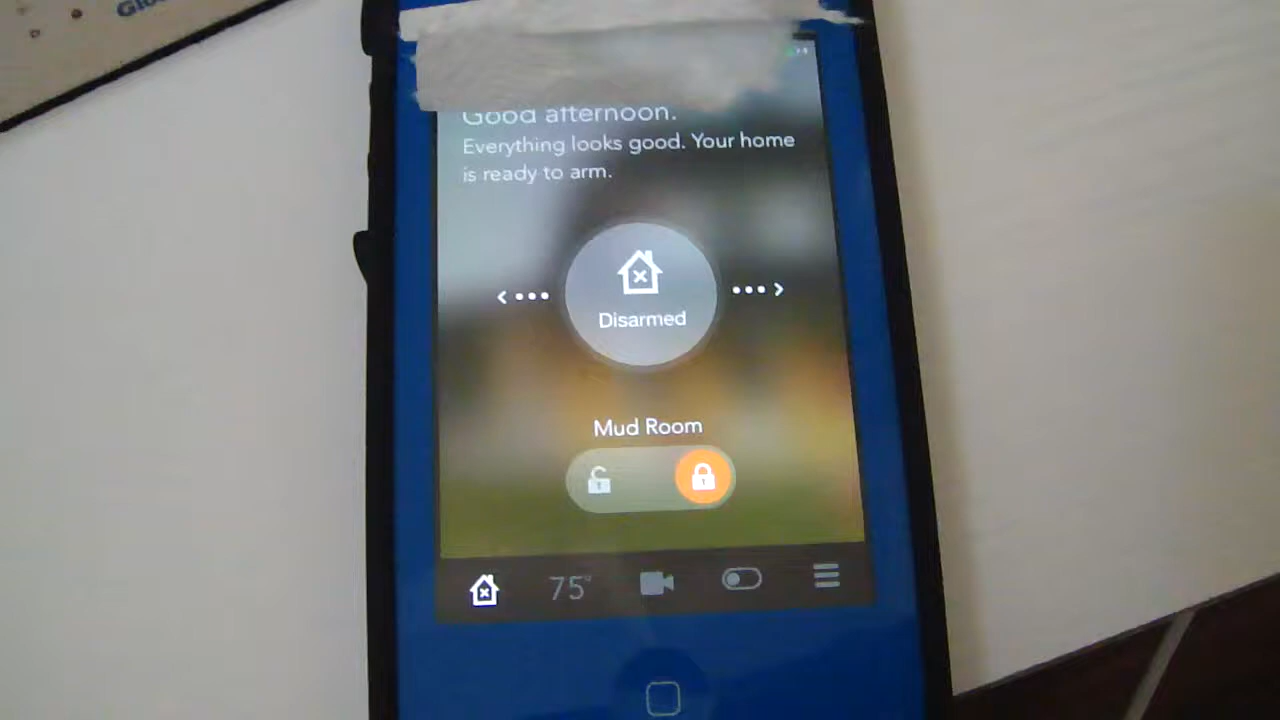 Good afternoon.
Everything looks good. Your home
is ready to arm.
Disarmed
Mud Room
75°